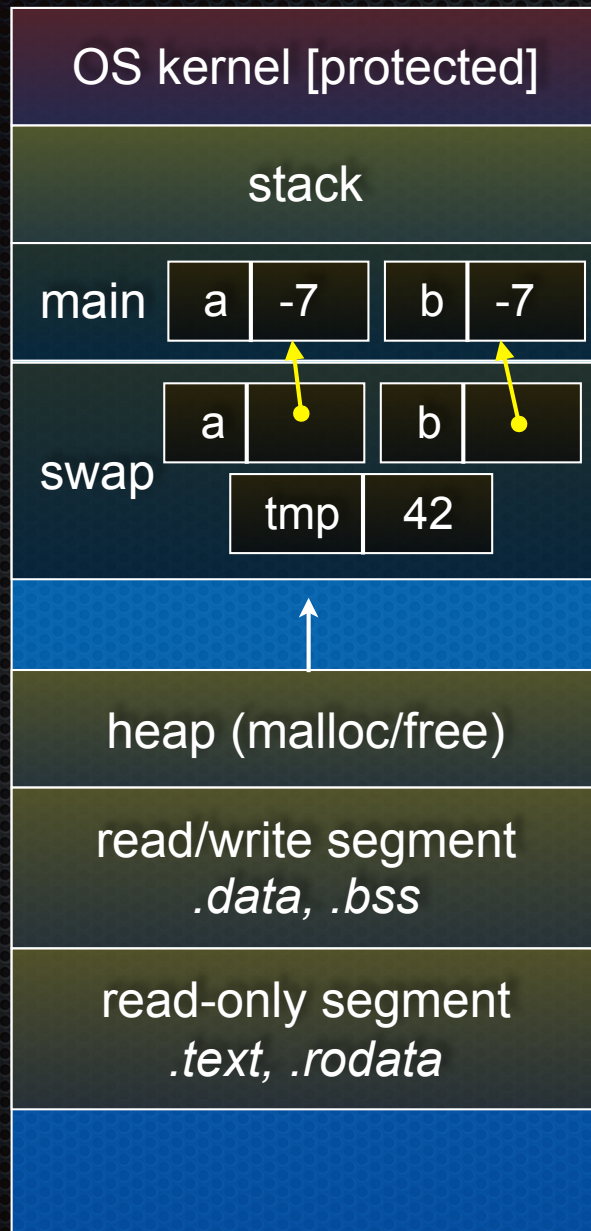 OS kernel [protected]
stack
main a -7 b -7
a b
swap
tmp 42
heap (malloc/free)
read/write segment
.data, .bss
read-only segment
.text, .rodata